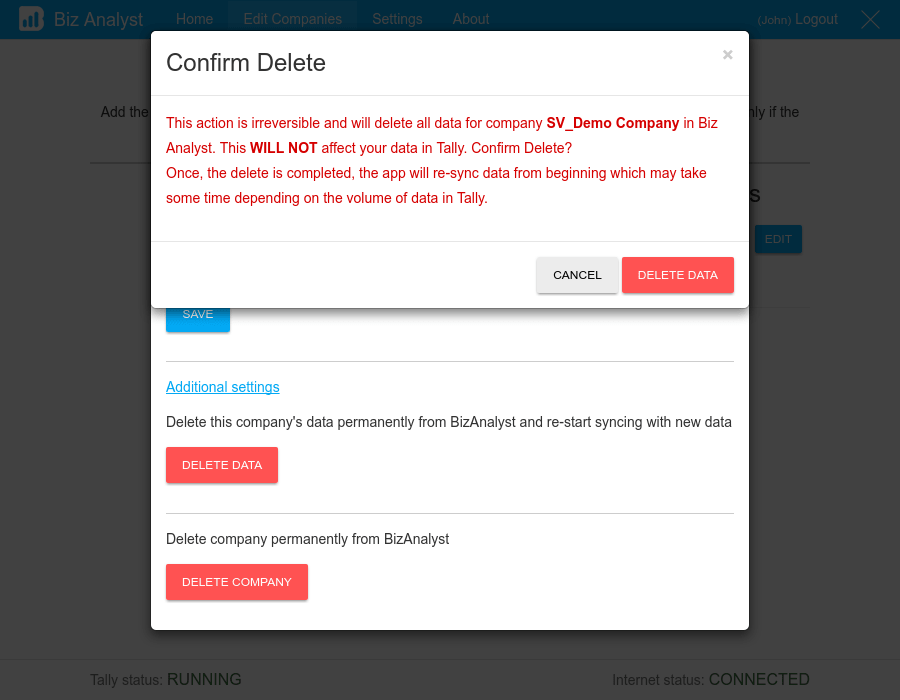 Biz Analyst Home Edit Companies Settings About (John) Logout
Confirm Delete ×
Add the
nly if the
This action is irreversible and will delete all data for company SV_Demo Company in Biz
Analyst. This WILL NOT affect your data in Tally. Confirm Delete?
Once, the delete is completed, the app will re-sync data from beginning which may take
some time depending on the volume of data in Tally.
S
EDIT
CANCEL DELETE DATA
SAVE
Additional settings
Delete this company's data permanently from BizAnalyst and re-start syncing with new data
DELETE DATA
Delete company permanently from BizAnalyst
DELETE COMPANY
Tally status: RUNNING Internet status: CONNECTED